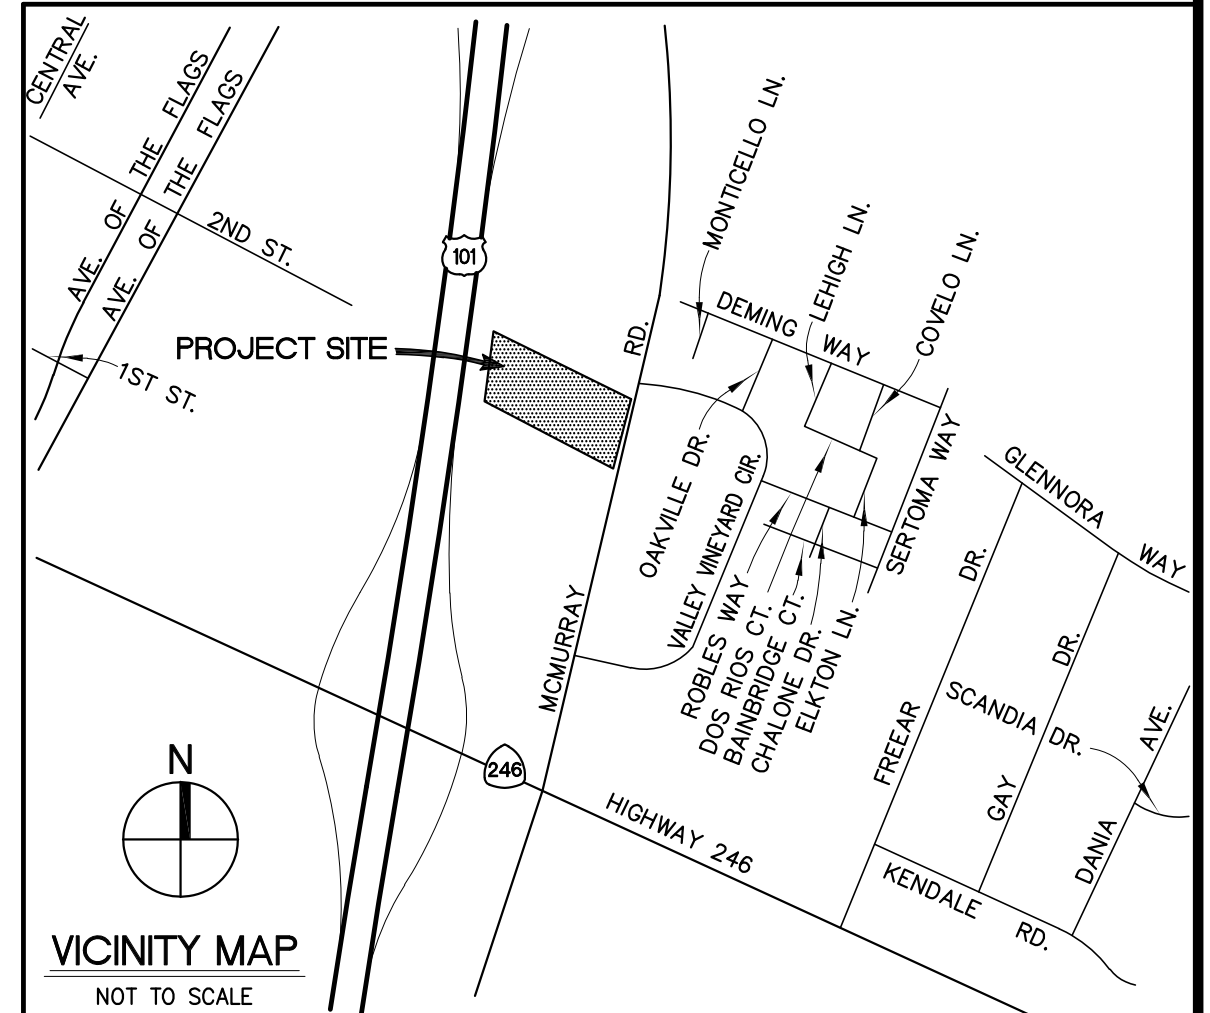 CENTRAL
AVE.
AVE. OF THE FLAGS
AVE. OF THE FLAGS
2ND ST.
1ST ST.
101
PROJECT SITE
MCMURRAY RD.
MONTICELLO LN.
LEHIGH LN.
COVELO LN.
DEMING WAY
OAKVILLE DR.
VALLEY VINEYARD CIR.
SERTOMA WAY
ROBLES WAY
DOS RIOS CT.
BAINBRIDGE CT.
CHALONE DR.
ELKTON LN.
GLENNORA WAY
FREEAR DR.
GAY DR.
SCANDIA DR.
DANIA AVE.
KENDALE RD.
246
HIGHWAY 246
N
VICINITY MAP
NOT TO SCALE